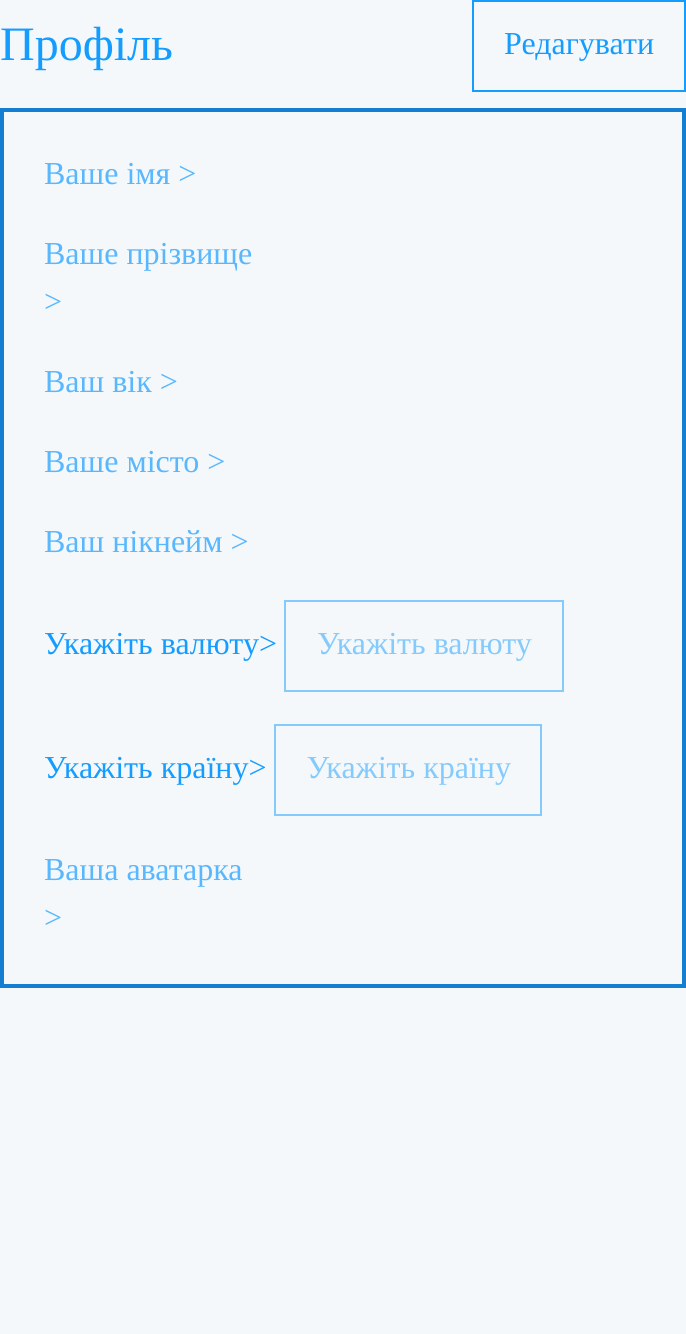 Профіль
Редагувати
Ваше імя >
Ваше прізвище
>
Ваш вік >
Ваше місто >
Ваш нікнейм >
Укажіть валюту> Укажіть валюту
Укажіть країну> Укажіть країну
Ваша аватарка
>